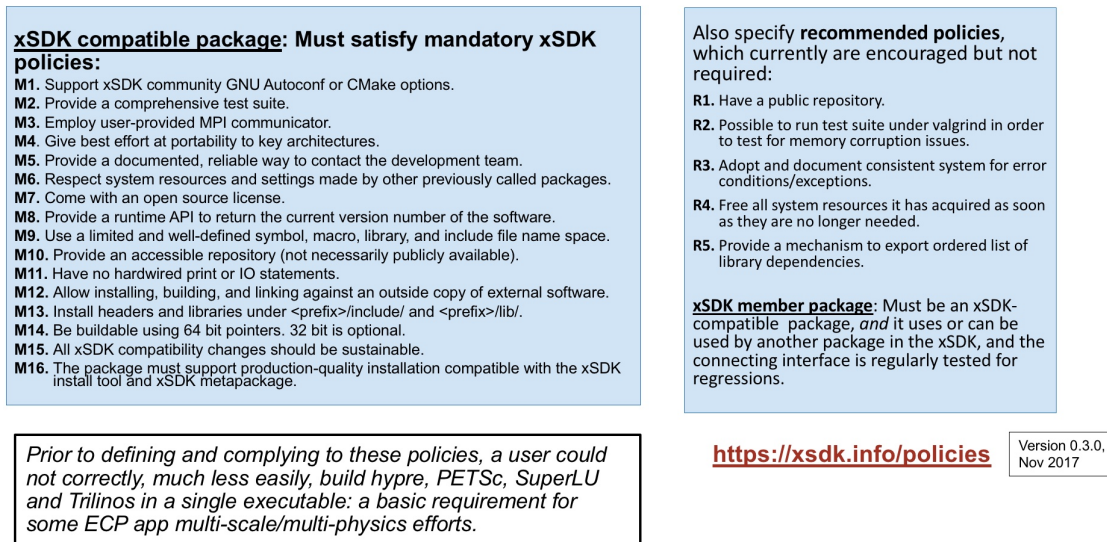 xSDK compatible package: Must satisfy mandatory xSDK
policies:
M1. Support xSDK community GNU Autoconf or CMake options.
M2. Provide a comprehensive test suite.
M3. Employ user-provided MPI communicator.
M4. Give best effort at portability to key architectures.
M5. Provide a documented, reliable way to contact the development team.
M6. Respect system resources and settings made by other previously called packages.
M7. Come with an open source license.
M8. Provide a runtime API to return the current version number of the software.
M9. Use a limited and well-defined symbol, macro, library, and include file name space.
M10. Provide an accessible repository (not necessarily publicly available).
M11. Have no hardwired print or IO statements.
M12. Allow installing, building, and linking against an outside copy of external software.
M13. Install headers and libraries under <prefix>/include/ and <prefix>/lib/.
M14. Be buildable using 64 bit pointers. 32 bit is optional.
M15. All xSDK compatibility changes should be sustainable.
M16. The package must support production-quality installation compatible with the xSDK
install tool and xSDK metapackage.
Also specify recommended policies,
which currently are encouraged but not
required:
R1. Have a public repository.
R2. Possible to run test suite under valgrind in order
to test for memory corruption issues.
R3. Adopt and document consistent system for error
conditions/exceptions.
R4. Free all system resources it has acquired as soon
as they are no longer needed.
R5. Provide a mechanism to export ordered list of
library dependencies.
xSDK member package: Must be an xSDK-
compatible package, and it uses or can be
used by another package in the xSDK, and the
connecting interface is regularly tested for
regressions.
Prior to defining and complying to these policies, a user could
not correctly, much less easily, build hypre, PETSc, SuperLU
and Trilinos in a single executable: a basic requirement for
some ECP app multi-scale/multi-physics efforts.
https://xsdk.info/policies
Version 0.3.0,
Nov 2017